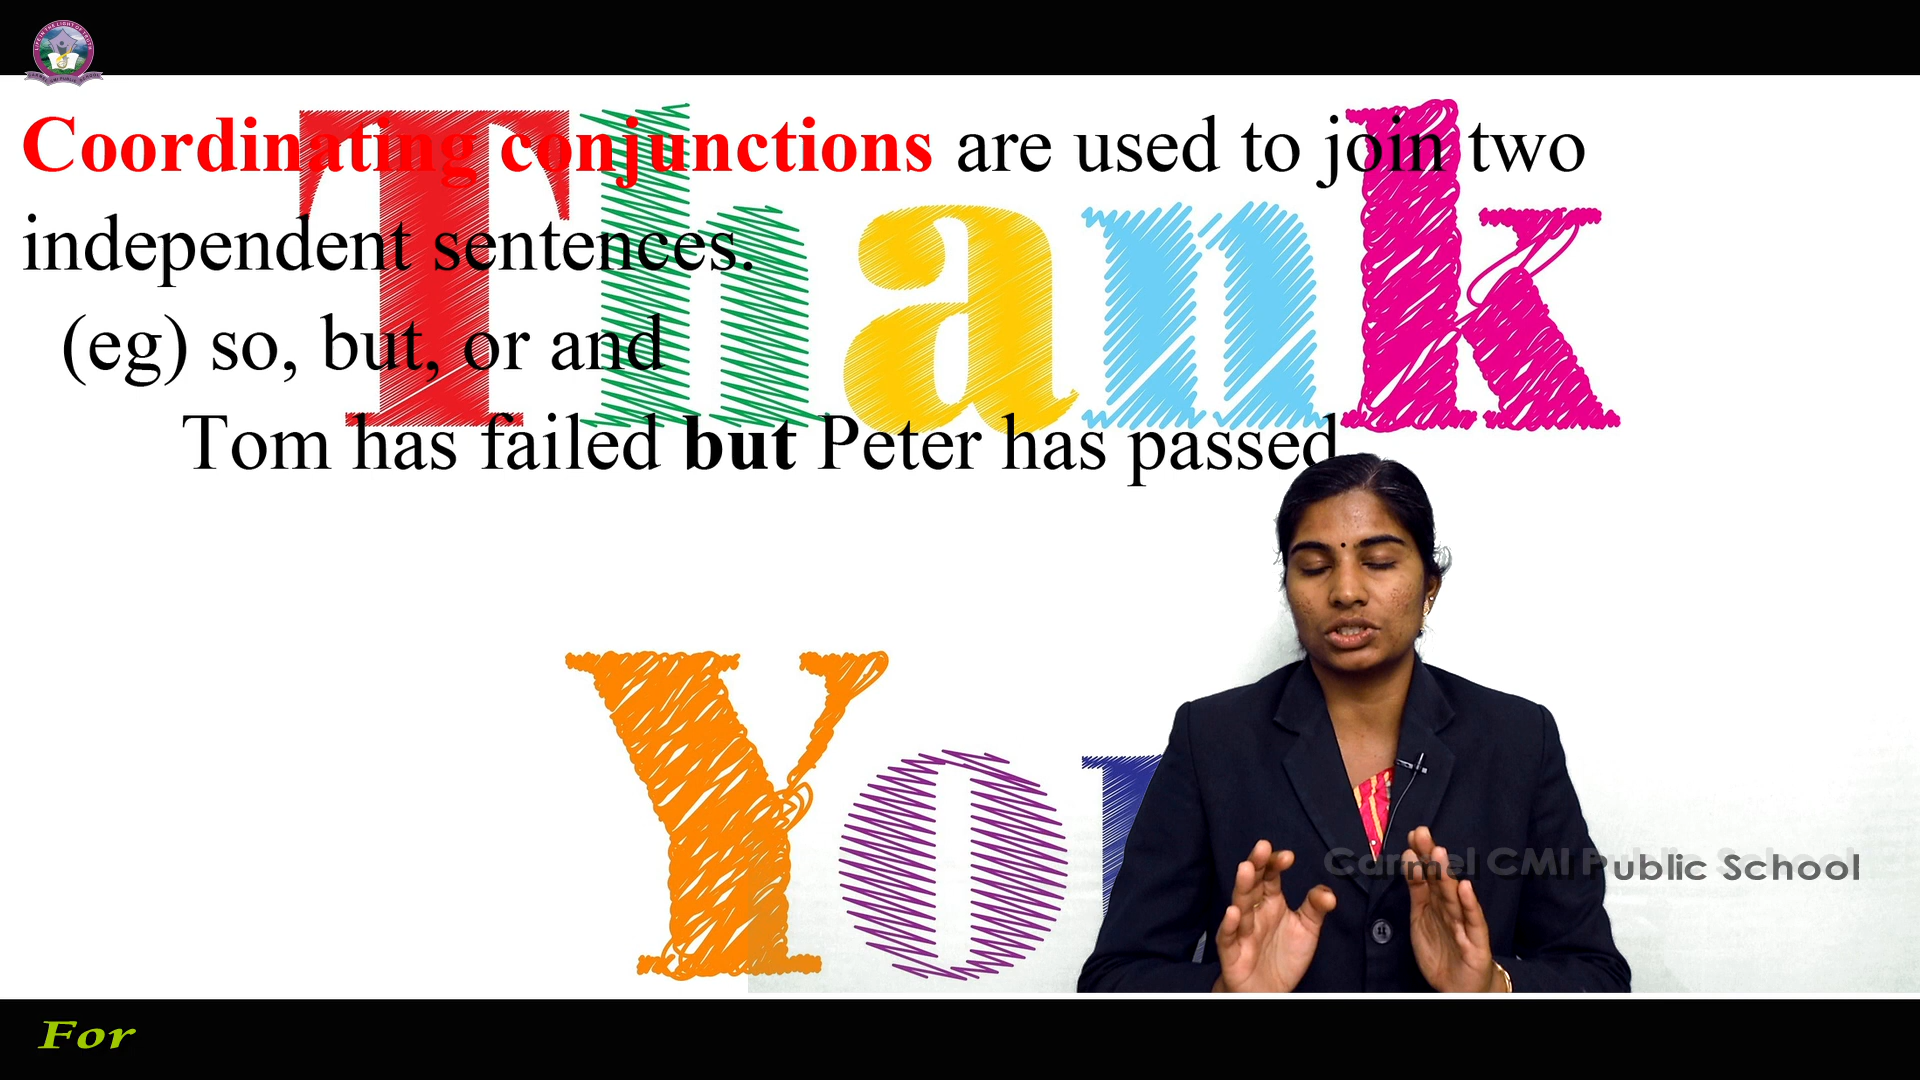 Coordinating conjunctions are used to join two
independent sentences.
(eg) so, but, or and
Tom has failed but Peter has passed
Thank
You
Carmel CMI Public School
For